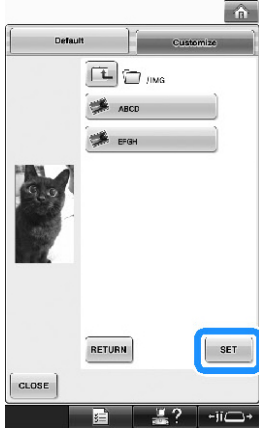 Default Customize
/IMG
ABCD
EFGH
RETURN SET
CLOSE
?